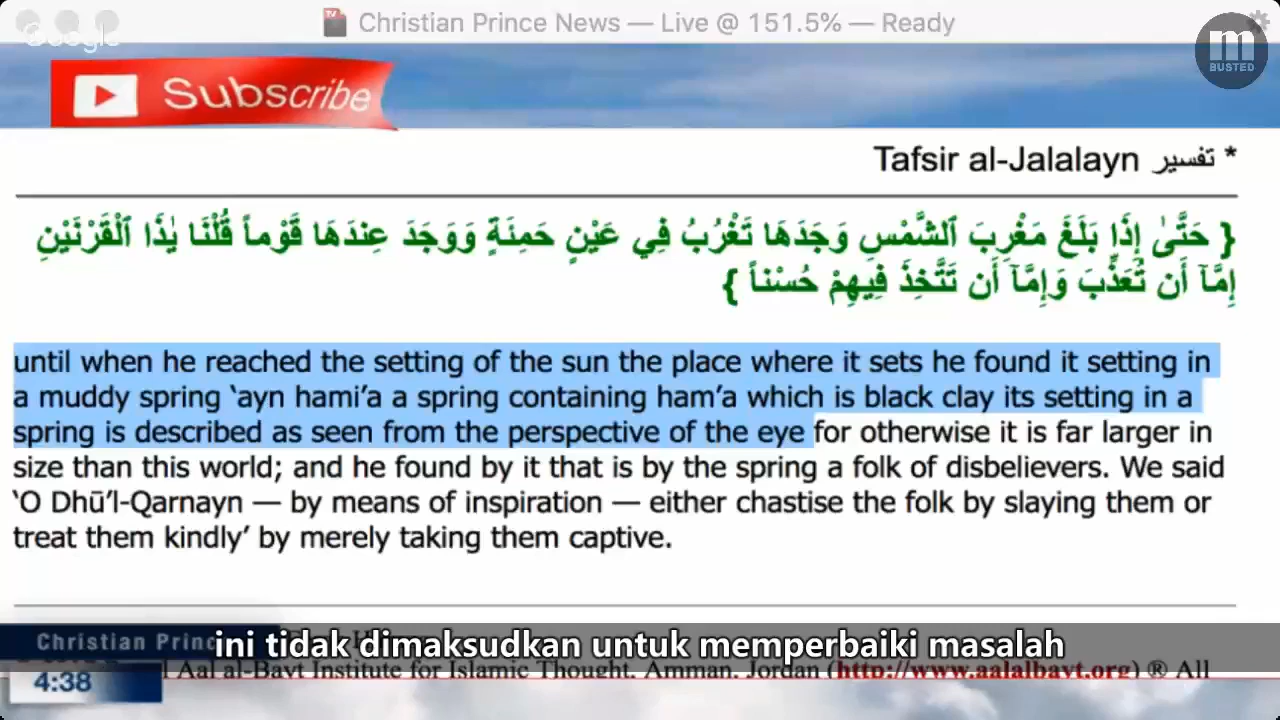 Christian Prince News — Live @ 151.5% — Ready
Google
m
BUSTED
Subscribe
Tafsir al-Jalalayn تفسير *
{ حَتَّىٰ إِذَا بَلَغَ مَغْرِبَ ٱلشَّمْسِ وَجَدَهَا تَغْرُبُ فِي عَيْنٍ حَمِئَةٍ وَوَجَدَ عِندَهَا قَوْماً قُلْنَا يٰذَا ٱلْقَرْنَيْنِ
إِمَّآ أَن تُعَذِّبَ وَإِمَّآ أَن تَتَّخِذَ فِيهِمْ حُسْناً }
until when he reached the setting of the sun the place where it sets he found it setting in
a muddy spring ‘ayn hami’a a spring containing ham’a which is black clay its setting in a
spring is described as seen from the perspective of the eye for otherwise it is far larger in
size than this world; and he found by it that is by the spring a folk of disbelievers. We said
‘O Dhū’l-Qarnayn — by means of inspiration — either chastise the folk by slaying them or
treat them kindly’ by merely taking them captive.
Christian Princ
ini tidak dimaksudkan untuk memperbaiki masalah
Aal al-Bayt Institute for Islamic Thought, Amman, Jordan (http://www.aalalbayt.org) ® All
4:38